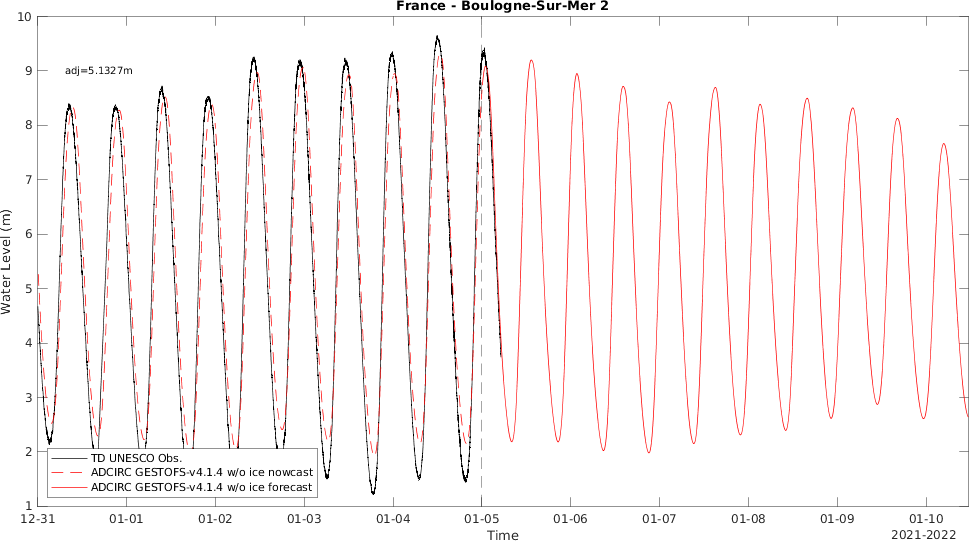 France - Boulogne-Sur-Mer 2
10
9
8
7
6
5
4
3
2
1
Water Level (m)
adj=5.1327m
TD UNESCO Obs.
ADCIRC GESTOFS-v4.1.4 w/o ice nowcast
ADCIRC GESTOFS-v4.1.4 w/o ice forecast
12-31 01-01 01-02 01-03 01-04 01-05 01-06 01-07 01-08 01-09 01-10
Time
2021-2022